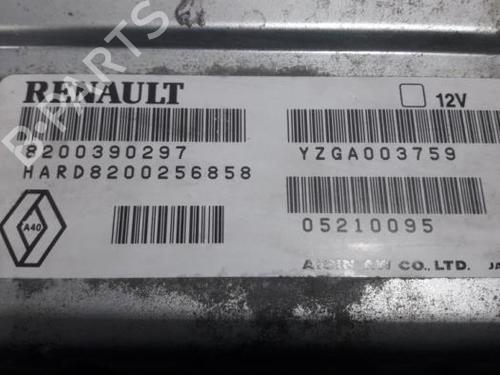 RENAULT
12V
8200390297
HARD8200256858
YZGA003759
A40
05210095
AISIN AW CO., LTD.
B-PARTS